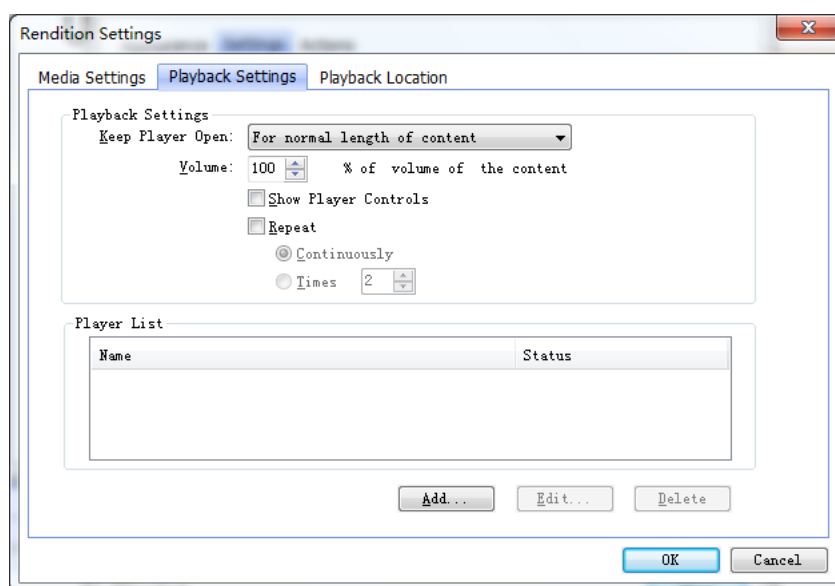 Rendition Settings
Settings Actions
Media Settings Playback Settings Playback Location
Playback Settings
Keep Player Open: For normal length of content
Volume: 100 % of volume of the content
Show Player Controls
Repeat
Continuously
Times 2
Player List
Name Status
Add... Edit... Delete
OK Cancel